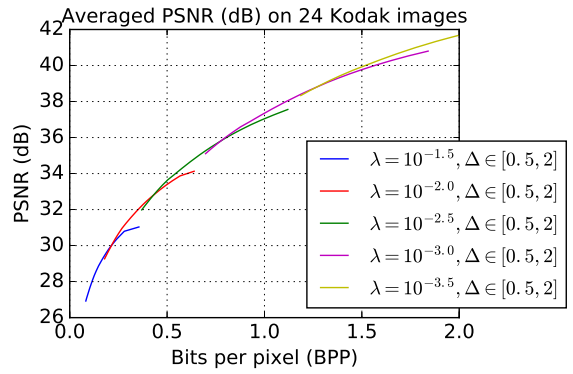 Averaged PSNR (dB) on 24 Kodak images
42
40
38
36
34
32
30
28
26
PSNR (dB)
0.0 0.5 1.0 1.5 2.0
Bits per pixel (BPP)
λ = 10^{-1.5}, Δ ∈ [0.5, 2]
λ = 10^{-2.0}, Δ ∈ [0.5, 2]
λ = 10^{-2.5}, Δ ∈ [0.5, 2]
λ = 10^{-3.0}, Δ ∈ [0.5, 2]
λ = 10^{-3.5}, Δ ∈ [0.5, 2]